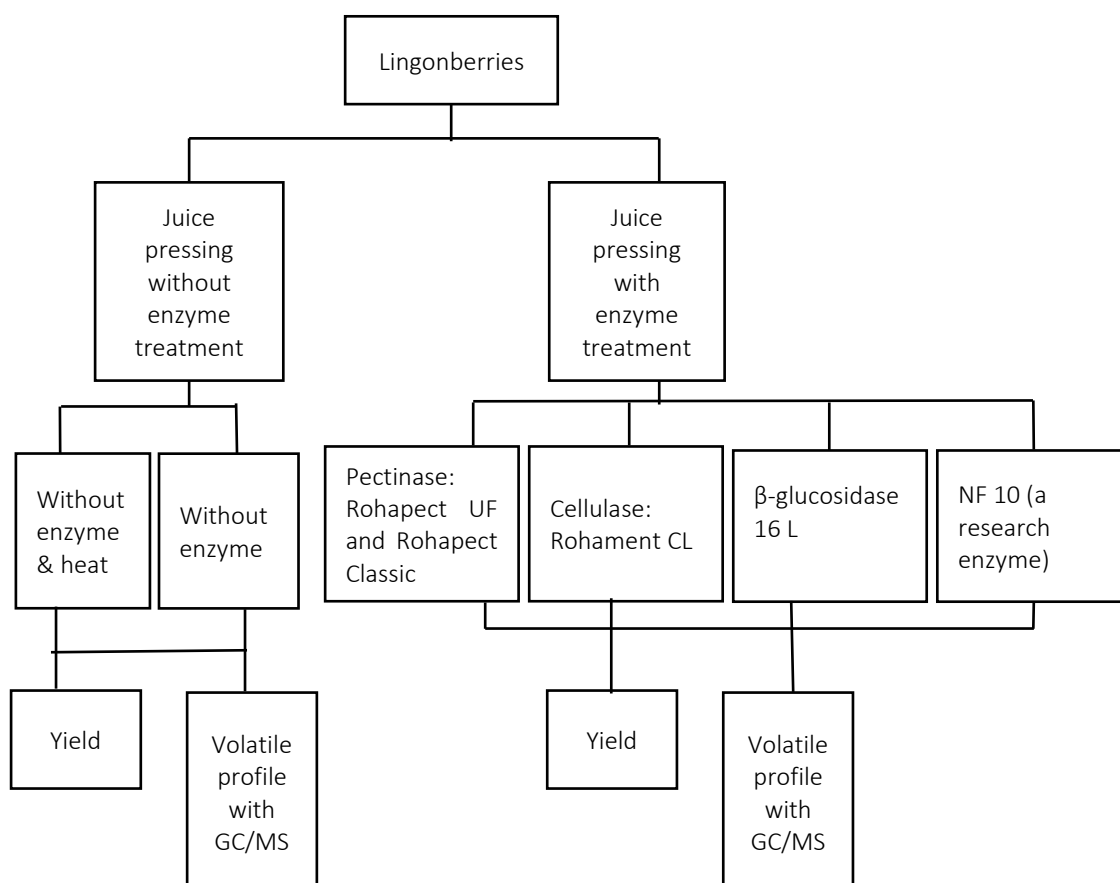 Lingonberries
Juice
pressing
without
enzyme
treatment
Juice
pressing
with
enzyme
treatment
Without
enzyme
& heat
Without
enzyme
Pectinase:
Rohapect UF
and Rohapect
Classic
Cellulase:
Rohament CL
β-glucosidase
16 L
NF 10 (a
research
enzyme)
Yield
Volatile
profile
with
GC/MS
Yield
Volatile
profile
with
GC/MS